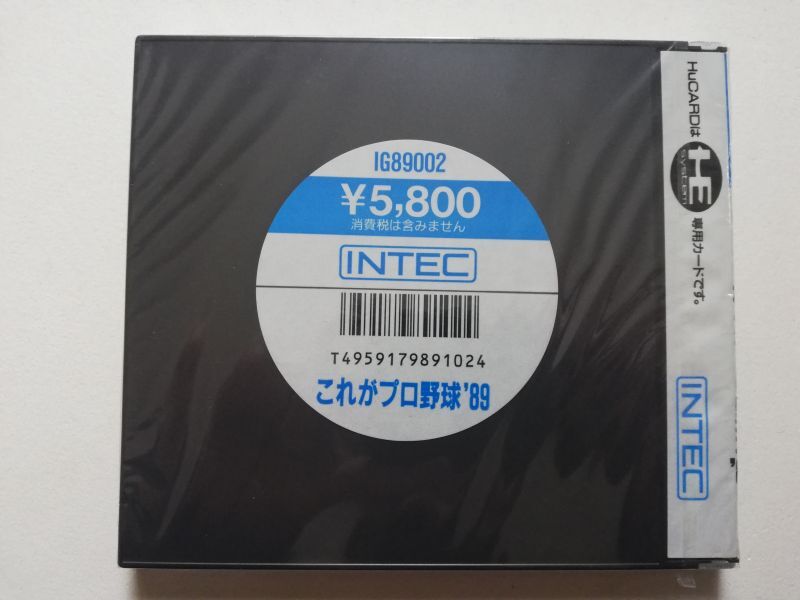 IG89002
¥5,800
消費税は含みません
INTEC
T4959179891024
これがプロ野球'89
HuCARDは HE system 専用カードです。
INTEC